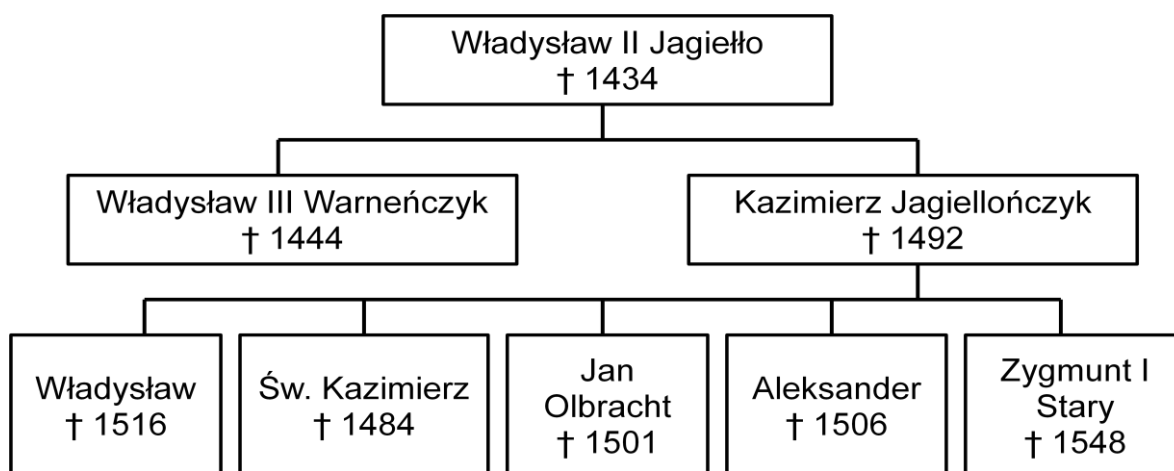 Władysław II Jagiełło
† 1434
Władysław III Warneńczyk
† 1444
Kazimierz Jagiellończyk
† 1492
Władysław
† 1516
Św. Kazimierz
† 1484
Jan
Olbracht
† 1501
Aleksander
† 1506
Zygmunt I
Stary
† 1548